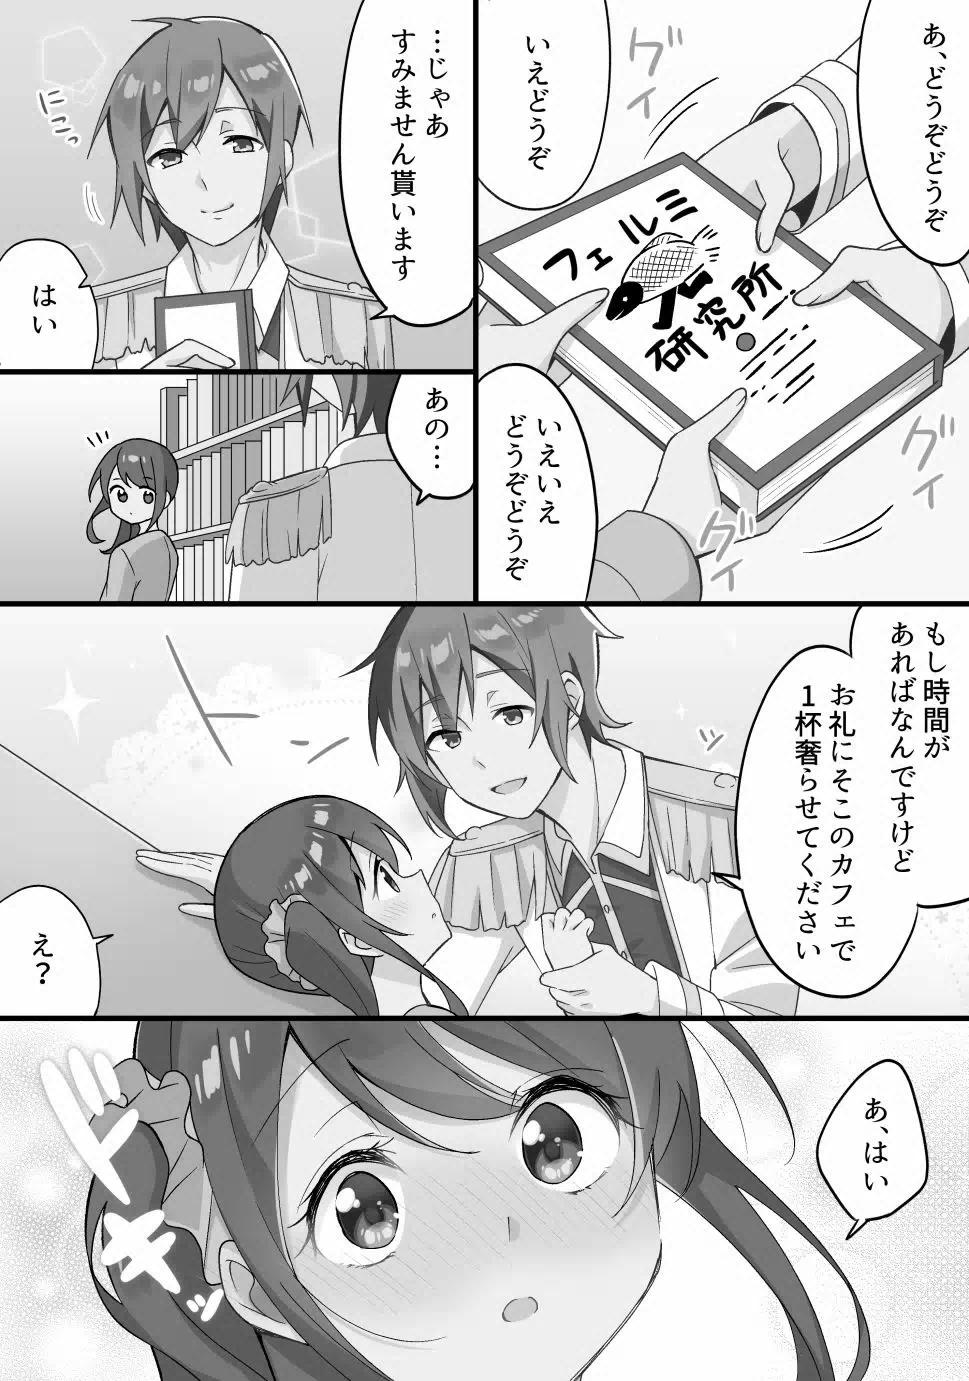 あ、どうぞどうぞ
グイ
いえどうぞ
フェルミ
研究所
グイ
グイ
いえいえ
どうぞどうぞ
…じゃあ
すみません貰います
にこっ
はい
あの…
もし時間が
あればなんですけど
お礼にそこのカフェで
1杯奢らせてください
え?
あ、はい
ドキッ